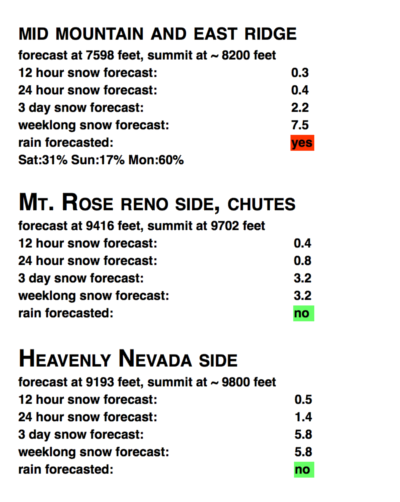 MID MOUNTAIN AND EAST RIDGE
forecast at 7598 feet, summit at ~ 8200 feet
12 hour snow forecast: 0.3
24 hour snow forecast: 0.4
3 day snow forecast: 2.2
weeklong snow forecast: 7.5
rain forecasted: yes
Sat:31% Sun:17% Mon:60%
MT. ROSE RENO SIDE, CHUTES
forecast at 9416 feet, summit at 9702 feet
12 hour snow forecast: 0.4
24 hour snow forecast: 0.8
3 day snow forecast: 3.2
weeklong snow forecast: 3.2
rain forecasted: no
HEAVENLY NEVADA SIDE
forecast at 9193 feet, summit at ~ 9800 feet
12 hour snow forecast: 0.5
24 hour snow forecast: 1.4
3 day snow forecast: 5.8
weeklong snow forecast: 5.8
rain forecasted: no